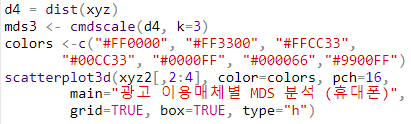 d4 = dist(xyz)
mds3 <- cmdscale(d4, k=3)
colors <-c("#FF0000", "#FF3300", "#FFCC33",
"#00CC33", "#0000FF", "#000066","#9900FF")
scatterplot3d(xyz2[,2:4], color=colors, pch=16,
main="광고 이용매체별 MDS 분석 (휴대폰)",
grid=TRUE, box=TRUE, type="h")